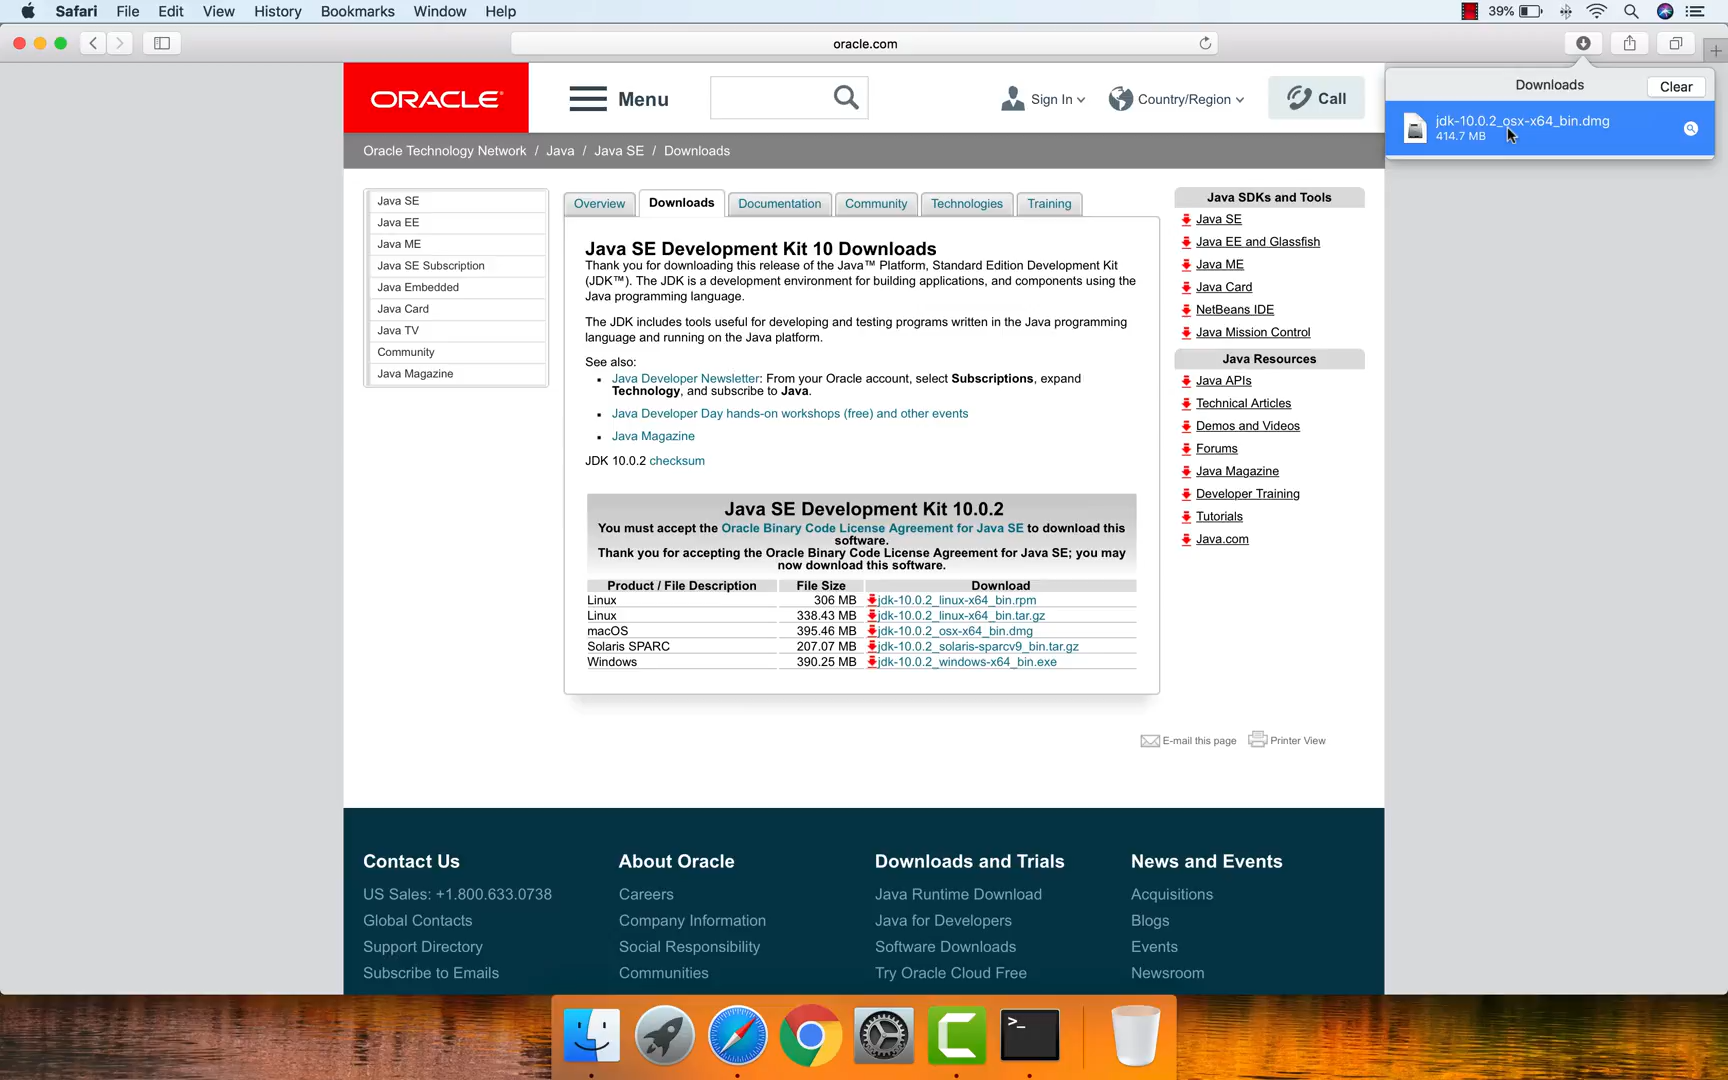 Safari File Edit View History Bookmarks Window Help 39%
oracle.com
Downloads Clear
jdk-10.0.2_osx-x64_bin.dmg
414.7 MB
ORACLE Menu Sign In Country/Region Call
Oracle Technology Network / Java / Java SE / Downloads
Java SE
Java EE
Java ME
Java SE Subscription
Java Embedded
Java Card
Java TV
Community
Java Magazine
Overview Downloads Documentation Community Technologies Training
Java SE Development Kit 10 Downloads
Thank you for downloading this release of the Java™ Platform, Standard Edition Development Kit
(JDK™). The JDK is a development environment for building applications, and components using the
Java programming language.
The JDK includes tools useful for developing and testing programs written in the Java programming
language and running on the Java platform.
See also:
• Java Developer Newsletter: From your Oracle account, select Subscriptions, expand
Technology, and subscribe to Java.
• Java Developer Day hands-on workshops (free) and other events
• Java Magazine
JDK 10.0.2 checksum
Java SE Development Kit 10.0.2
You must accept the Oracle Binary Code License Agreement for Java SE to download this
software.
Thank you for accepting the Oracle Binary Code License Agreement for Java SE; you may
now download this software.
Product / File Description File Size Download
Linux 306 MB jdk-10.0.2_linux-x64_bin.rpm
Linux 338.43 MB jdk-10.0.2_linux-x64_bin.tar.gz
macOS 395.46 MB jdk-10.0.2_osx-x64_bin.dmg
Solaris SPARC 207.07 MB jdk-10.0.2_solaris-sparcv9_bin.tar.gz
Windows 390.25 MB jdk-10.0.2_windows-x64_bin.exe
Java SDKs and Tools
Java SE
Java EE and Glassfish
Java ME
Java Card
NetBeans IDE
Java Mission Control
Java Resources
Java APIs
Technical Articles
Demos and Videos
Forums
Java Magazine
Developer Training
Tutorials
Java.com
E-mail this page Printer View
Contact Us
US Sales: +1.800.633.0738
Global Contacts
Support Directory
Subscribe to Emails
About Oracle
Careers
Company Information
Social Responsibility
Communities
Downloads and Trials
Java Runtime Download
Java for Developers
Software Downloads
Try Oracle Cloud Free
News and Events
Acquisitions
Blogs
Events
Newsroom
>_